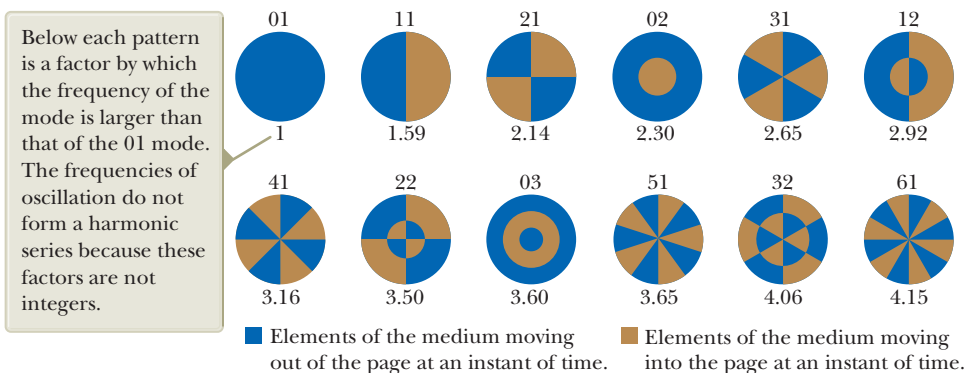 Below each pattern
is a factor by which
the frequency of the
mode is larger than
that of the 01 mode.
The frequencies of
oscillation do not
form a harmonic
series because these
factors are not
integers.
01 11 21 02 31 12
1 1.59 2.14 2.30 2.65 2.92
41 22 03 51 32 61
3.16 3.50 3.60 3.65 4.06 4.15
Elements of the medium moving
out of the page at an instant of time.
Elements of the medium moving
into the page at an instant of time.